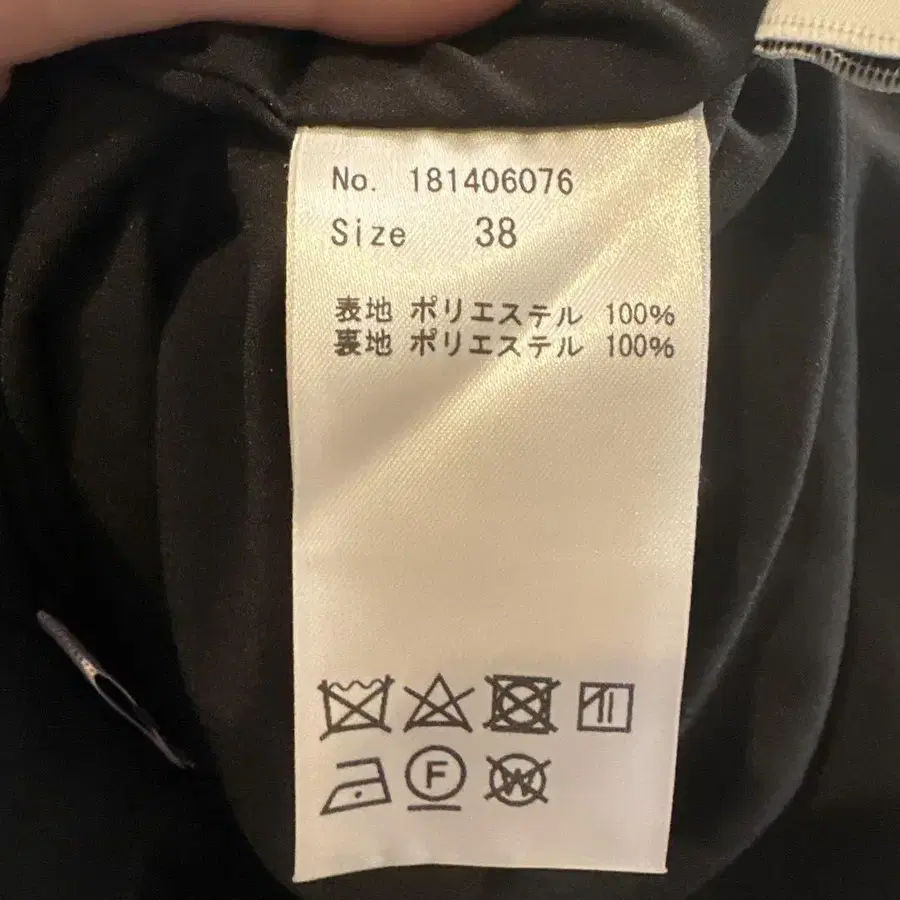 No. 181406076
Size 38
表地 ポリエステル 100%
裏地 ポリエステル 100%
F
W